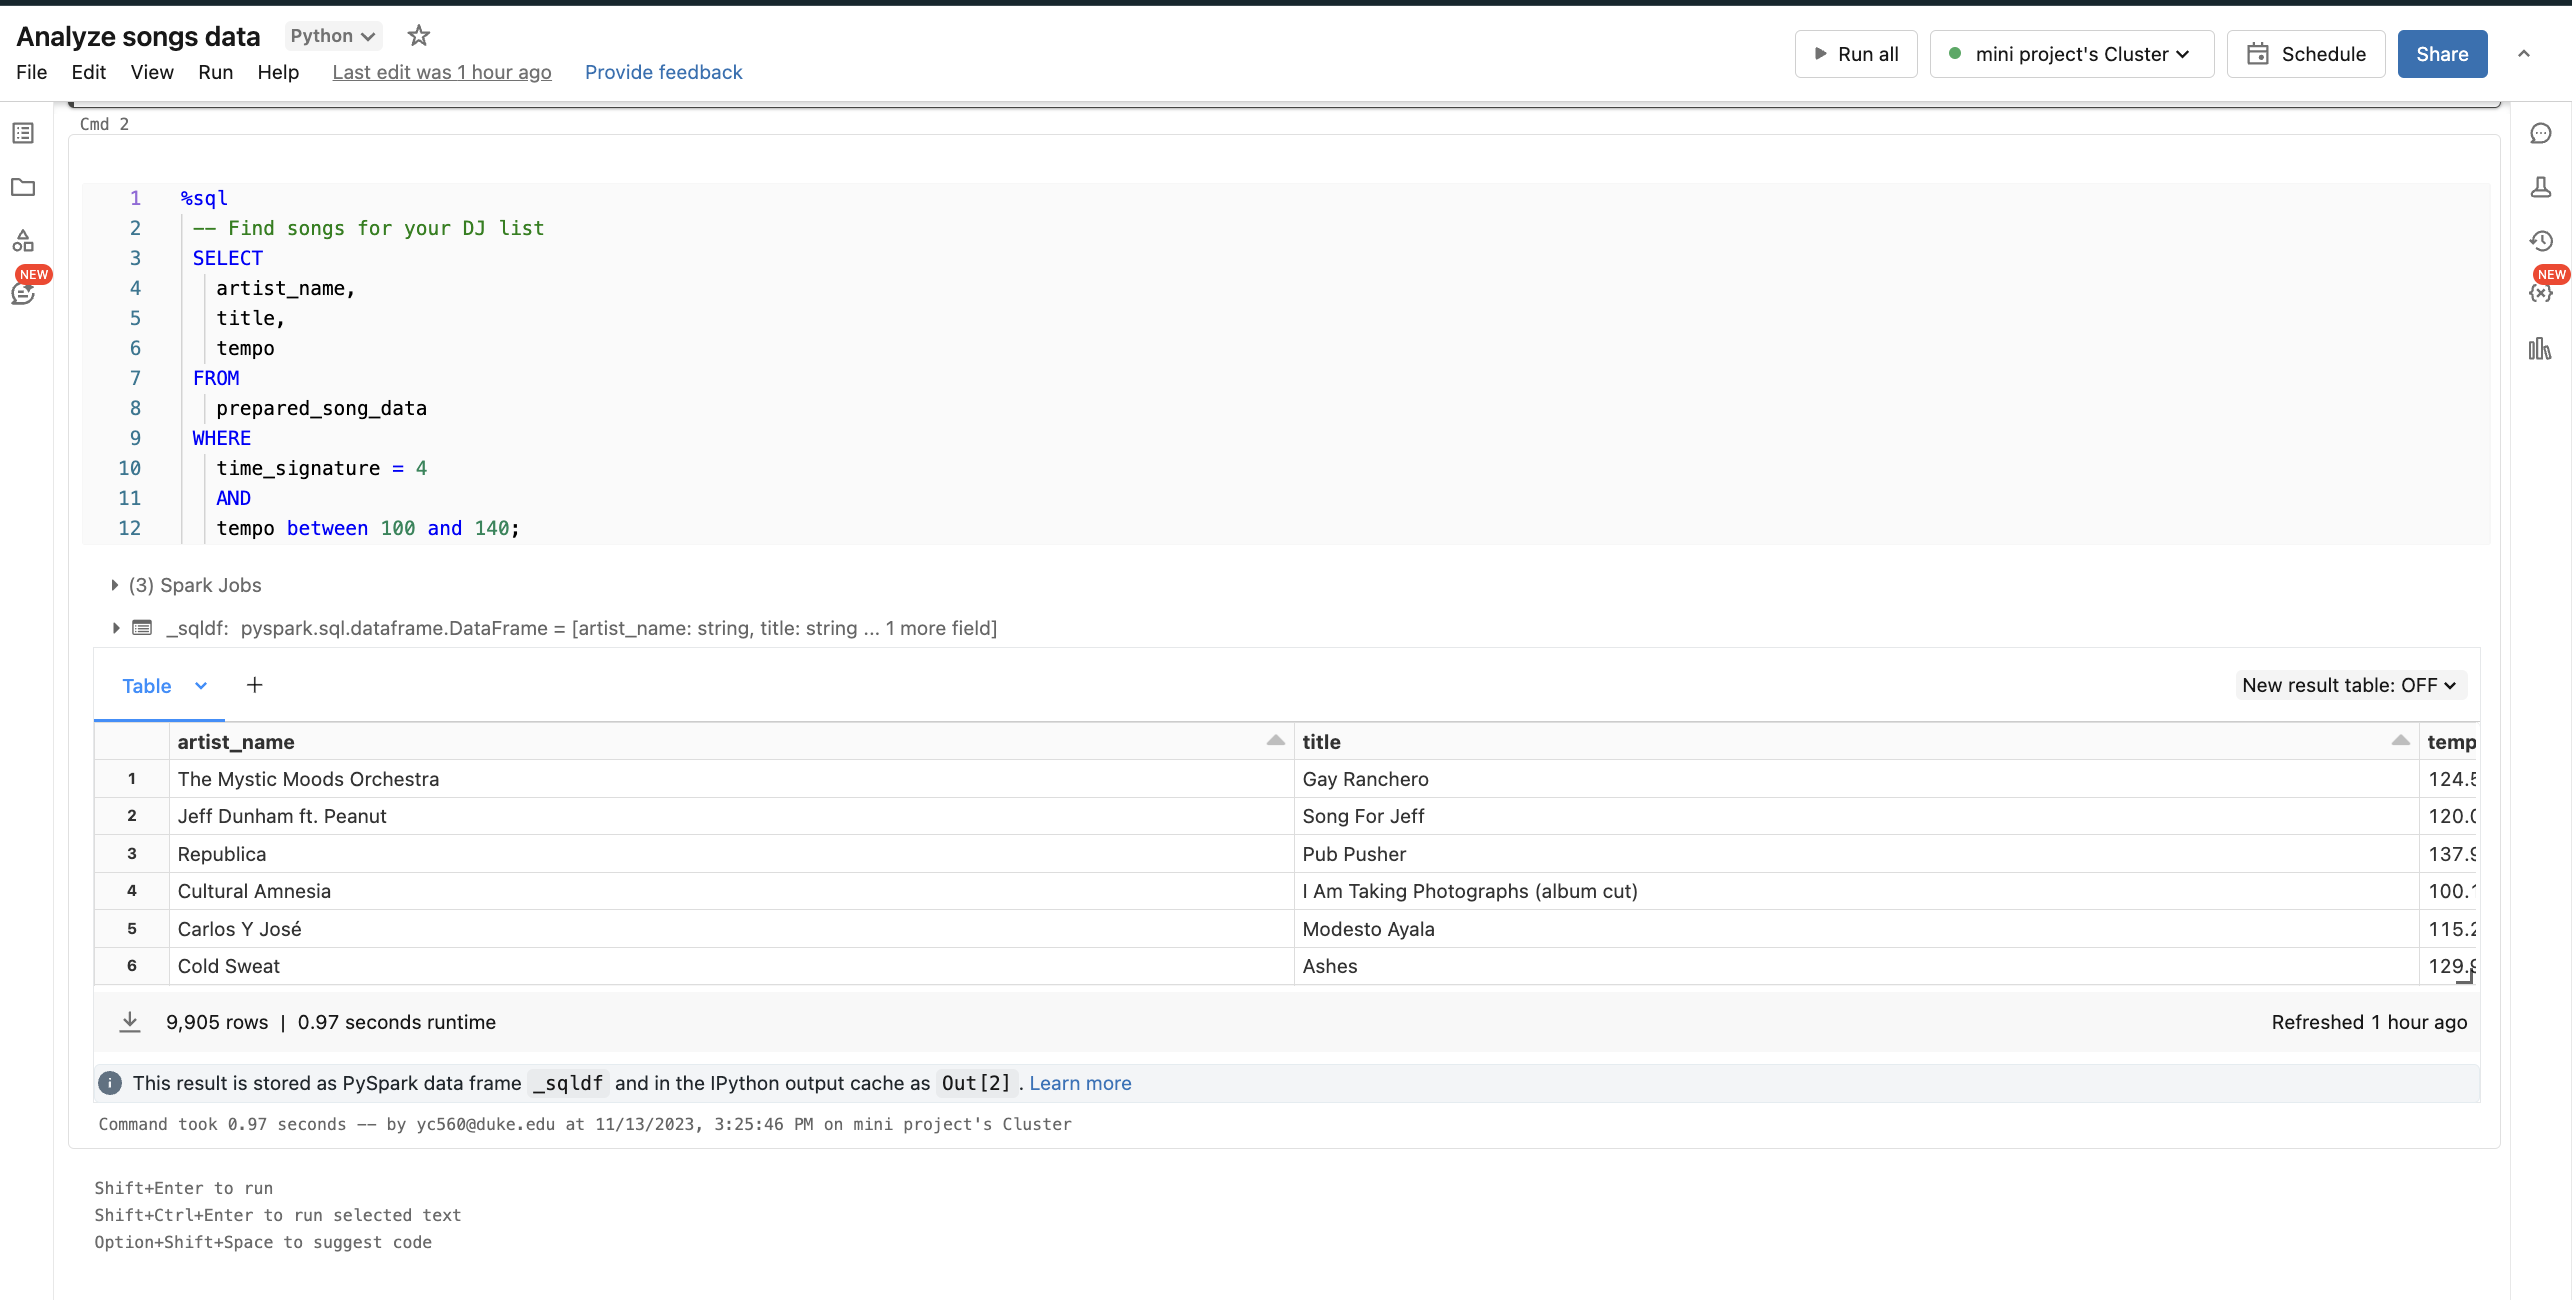 Analyze songs data Python
File Edit View Run Help Last edit was 1 hour ago Provide feedback
Run all mini project's Cluster Schedule Share
Cmd 2
NEW
NEW
1 %sql
2 -- Find songs for your DJ list
3 SELECT
4 artist_name,
5 title,
6 tempo
7 FROM
8 prepared_song_data
9 WHERE
10 time_signature = 4
11 AND
12 tempo between 100 and 140;
(3) Spark Jobs
_sqldf: pyspark.sql.dataframe.DataFrame = [artist_name: string, title: string ... 1 more field]
Table + New result table: OFF
artist_name title temp
1 The Mystic Moods Orchestra Gay Ranchero 124.5
2 Jeff Dunham ft. Peanut Song For Jeff 120.0
3 Republica Pub Pusher 137.9
4 Cultural Amnesia I Am Taking Photographs (album cut) 100.1
5 Carlos Y José Modesto Ayala 115.2
6 Cold Sweat Ashes 129.9
9,905 rows | 0.97 seconds runtime Refreshed 1 hour ago
This result is stored as PySpark data frame _sqldf and in the IPython output cache as Out[2]. Learn more
Command took 0.97 seconds -- by yc560@duke.edu at 11/13/2023, 3:25:46 PM on mini project's Cluster
Shift+Enter to run
Shift+Ctrl+Enter to run selected text
Option+Shift+Space to suggest code